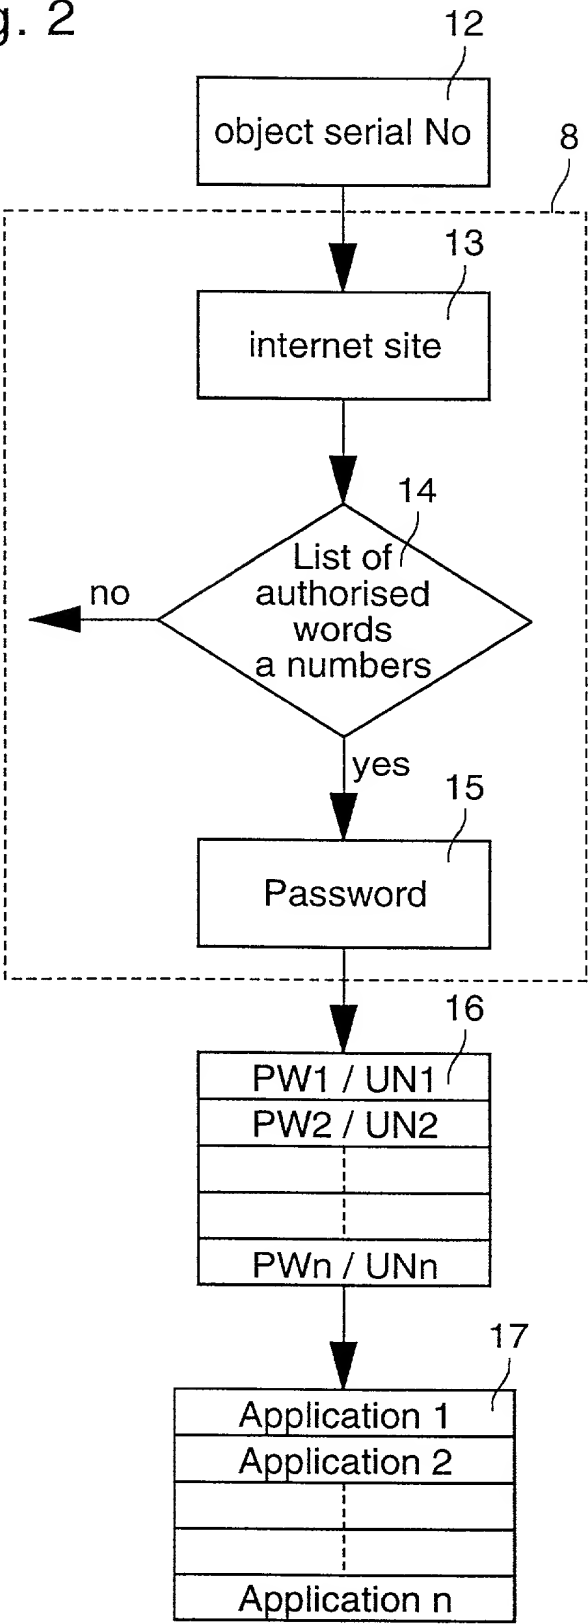 g. 2
12
object serial No
8
13
internet site
14
List of
authorised
words
a numbers
no
yes
15
Password
16
PW1 / UN1
PW2 / UN2
PWn / UNn
17
Application 1
Application 2
Application n